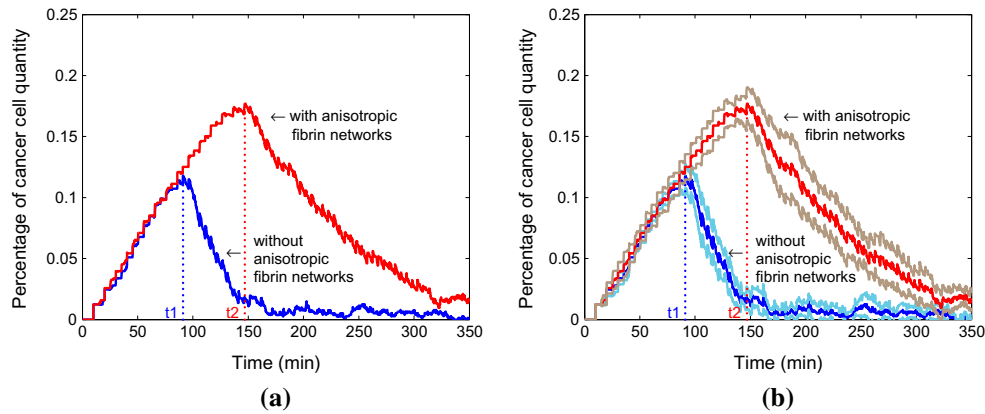 Percentage of cancer cell quantity
0.25
0.2
0.15
0.1
0.05
0
← with anisotropic
fibrin networks
without
← anisotropic
fibrin networks
t1
t2
0 50 100 150 200 250 300 350
Time (min)
(a)
Percentage of cancer cell quantity
0.25
0.2
0.15
0.1
0.05
0
← with anisotropic
fibrin networks
without
← anisotropic
fibrin networks
t1
t2
0 50 100 150 200 250 300 350
Time (min)
(b)